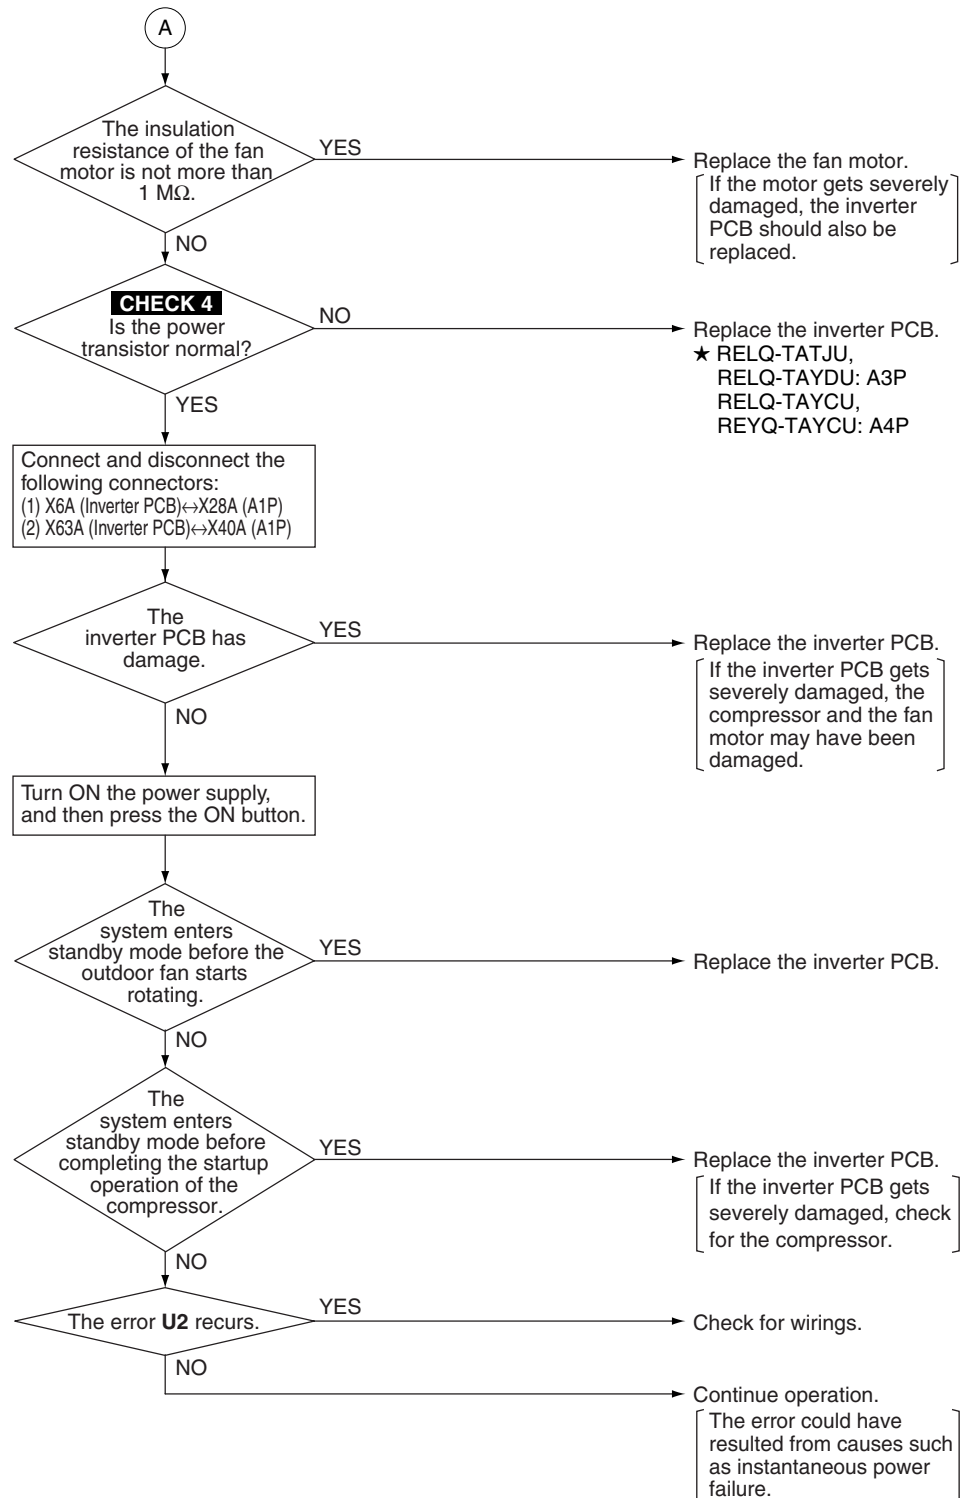 A
The insulation
resistance of the fan
motor is not more than
1 MΩ.
YES
Replace the fan motor.
If the motor gets severely
damaged, the inverter
PCB should also be
replaced.
NO
CHECK 4
Is the power
transistor normal?
NO
Replace the inverter PCB.
★ RELQ-TATJU,
RELQ-TAYDU: A3P
RELQ-TAYCU,
REYQ-TAYCU: A4P
YES
Connect and disconnect the
following connectors:
(1) X6A (Inverter PCB)↔X28A (A1P)
(2) X63A (Inverter PCB)↔X40A (A1P)
The
inverter PCB has
damage.
YES
Replace the inverter PCB.
If the inverter PCB gets
severely damaged, the
compressor and the fan
motor may have been
damaged.
NO
Turn ON the power supply,
and then press the ON button.
The
system enters
standby mode before the
outdoor fan starts
rotating.
YES
Replace the inverter PCB.
NO
The
system enters
standby mode before
completing the startup
operation of the
compressor.
YES
Replace the inverter PCB.
If the inverter PCB gets
severely damaged, check
for the compressor.
NO
The error U2 recurs.
YES
Check for wirings.
NO
Continue operation.
The error could have
resulted from causes such
as instantaneous power
failure.